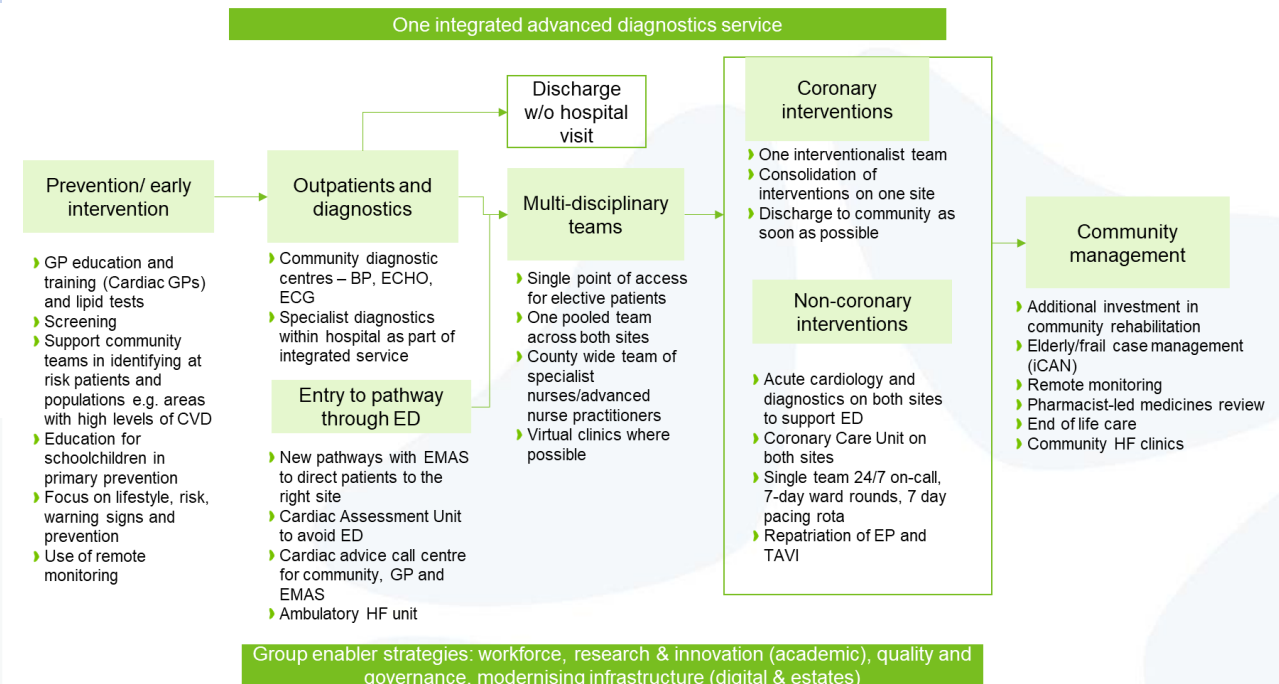 One integrated advanced diagnostics service
Discharge
w/o hospital
visit
Prevention/ early
intervention
GP education and
training (Cardiac GPs)
and lipid tests
Screening
Support community
teams in identifying at
risk patients and
populations e.g. areas
with high levels of CVD
Education for
schoolchildren in
primary prevention
Focus on lifestyle, risk,
warning signs and
prevention
Use of remote
monitoring
Outpatients and
diagnostics
Community diagnostic
centres – BP, ECHO,
ECG
Specialist diagnostics
within hospital as part of
integrated service
Entry to pathway
through ED
New pathways with EMAS
to direct patients to the
right site
Cardiac Assessment Unit
to avoid ED
Cardiac advice call centre
for community, GP and
EMAS
Ambulatory HF unit
Multi-disciplinary
teams
Single point of access
for elective patients
One pooled team
across both sites
County wide team of
specialist
nurses/advanced
nurse practitioners
Virtual clinics where
possible
Coronary
interventions
One interventionalist team
Consolidation of
interventions on one site
Discharge to community as
soon as possible
Non-coronary
interventions
Acute cardiology and
diagnostics on both sites
to support ED
Coronary Care Unit on
both sites
Single team 24/7 on-call,
7-day ward rounds, 7 day
pacing rota
Repatriation of EP and
TAVI
Community
management
Additional investment in
community rehabilitation
Elderly/frail case management
(iCAN)
Remote monitoring
Pharmacist-led medicines review
End of life care
Community HF clinics
Group enabler strategies: workforce, research & innovation (academic), quality and
governance, modernising infrastructure (digital & estates)